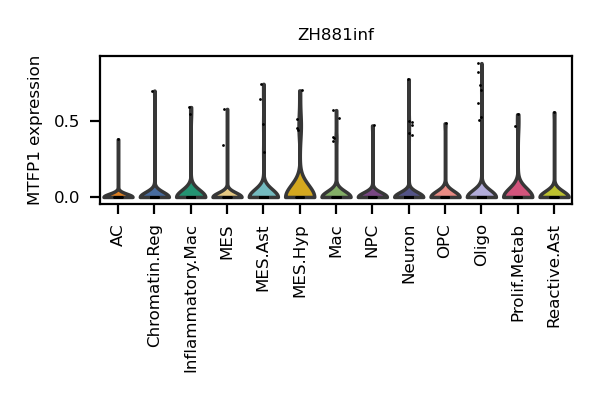 ZH881inf
MTFP1 expression
0.5
0.0
AC
Chromatin.Reg
Inflammatory.Mac
MES
MES.Ast
MES.Hyp
Mac
NPC
Neuron
OPC
Oligo
Prolif.Metab
Reactive.Ast